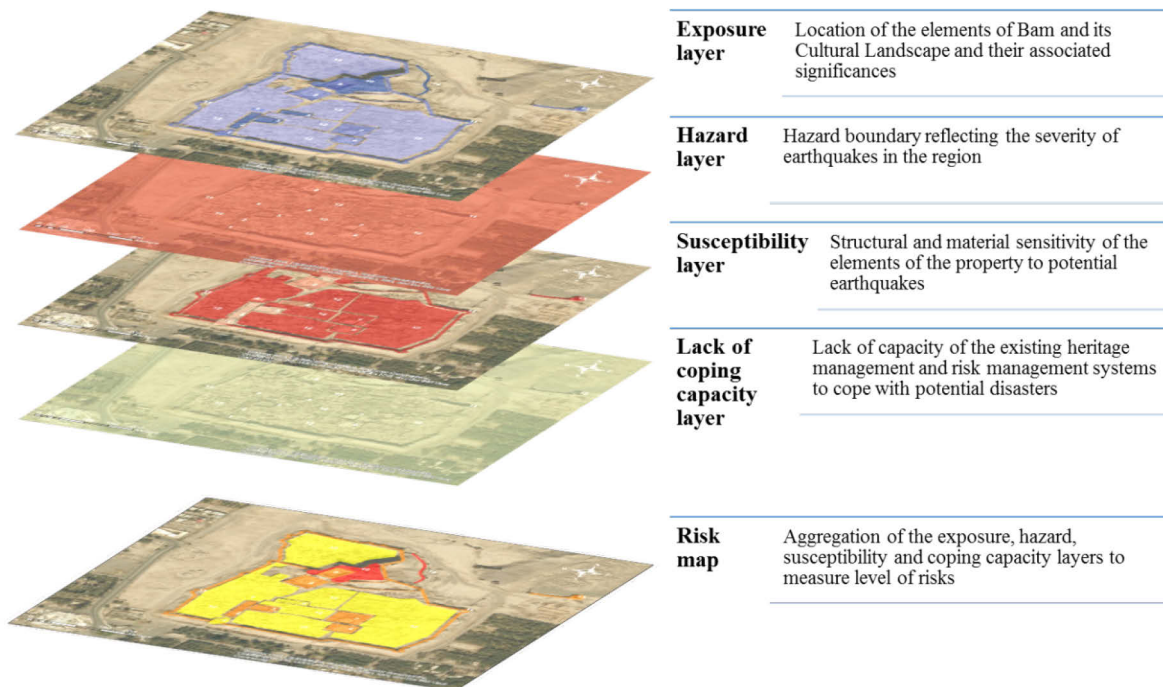 Exposure
layer
Location of the elements of Bam and its
Cultural Landscape and their associated
significances
Hazard
layer
Hazard boundary reflecting the severity of
earthquakes in the region
Susceptibility
layer
Structural and material sensitivity of the
elements of the property to potential
earthquakes
Lack of
coping
capacity
layer
Lack of capacity of the existing heritage
management and risk management systems
to cope with potential disasters
Risk
map
Aggregation of the exposure, hazard,
susceptibility and coping capacity layers to
measure level of risks